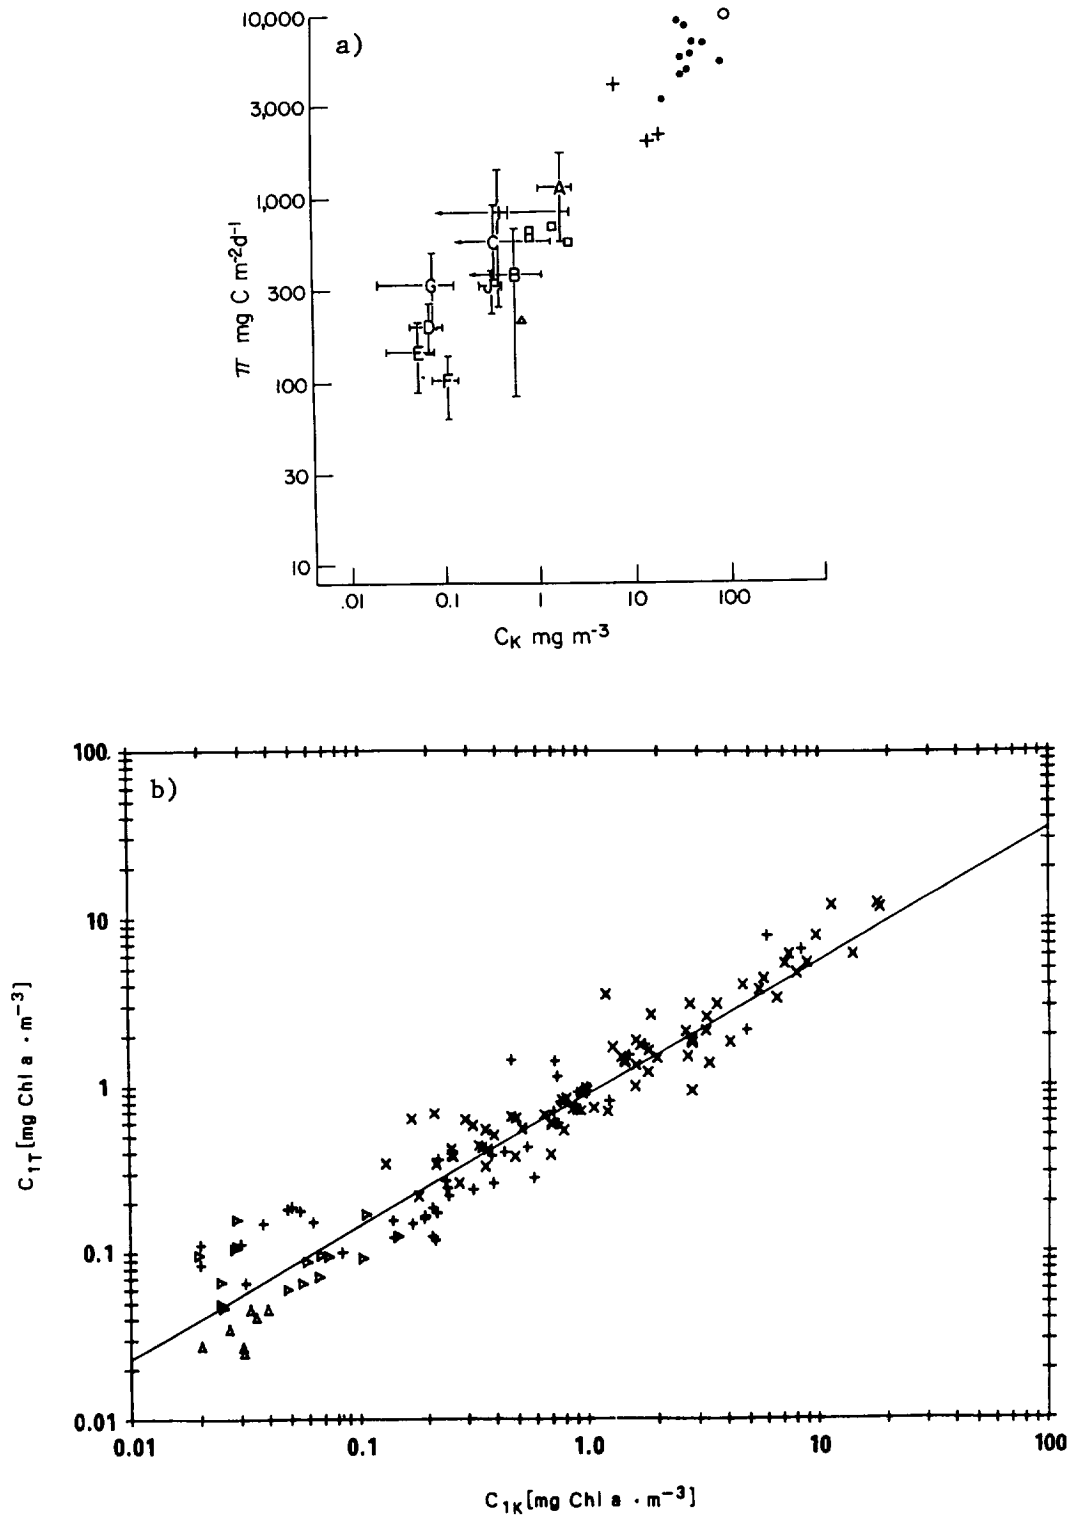 a)
10,000
3,000
1,000
300
100
30
10
π mg C m⁻²d⁻¹
A
B
C
J
G
D
E
F
.01 0.1 1 10 100
C_K mg m⁻³
b)
100.
10
1
0.1
0.01
C_1T [mg Chl a · m⁻³]
0.01 0.1 1.0 10 100
C_1K [mg Chl a · m⁻³]